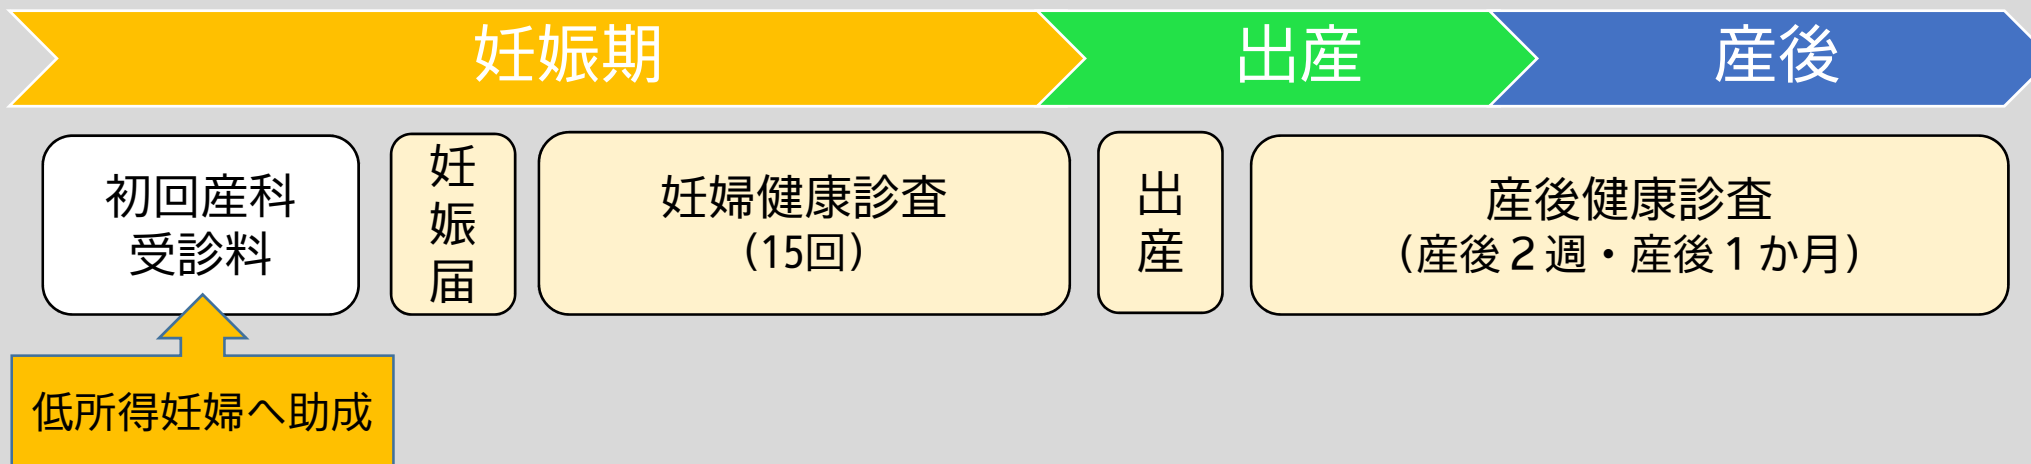 妊娠期
出産
産後
初回産科
受診料
妊娠届
妊婦健康診査
(15回)
出産
産後健康診査
(産後２週・産後１か月)
低所得妊婦へ助成